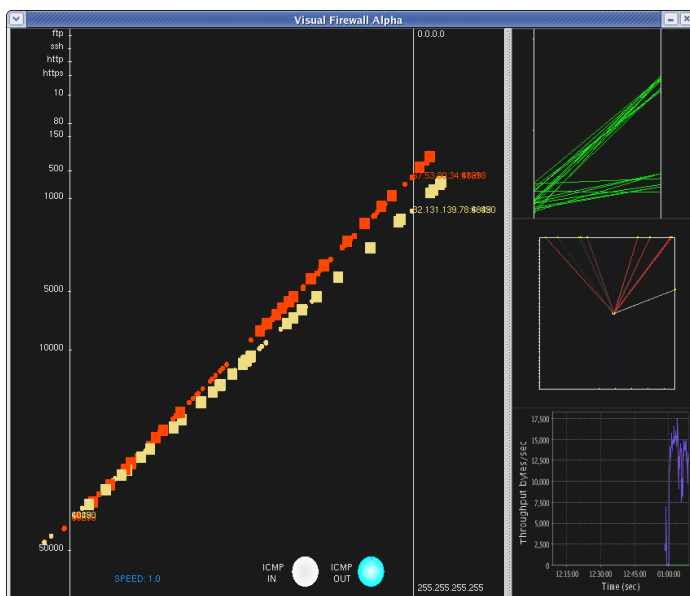 Visual Firewall Alpha
ftp
ssh
http
https
10
80
150
500
1000
5000
10000
50000
0.0.0.0
255.255.255.255
SPEED: 1.0
ICMP
IN
ICMP
OUT
17,500
15,000
12,500
10,000
7,500
5,000
2,500
0
Throughput bytes/sec
12:15:00
12:30:00
12:45:00
01:00:00
Time (sec)